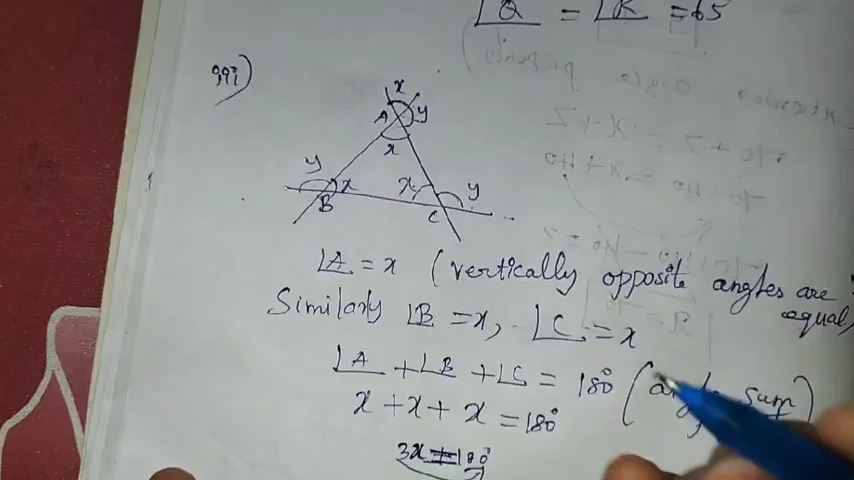 ∠Q = ∠R = 65
iii)
x
A y
x
y x x y
B C
∠A = x (vertically opposite angles are
equal)
Similarly ∠B = x, ∠C = x
∠A + ∠B + ∠C = 180° (angle sum)
x + x + x = 180°
3x = 180°